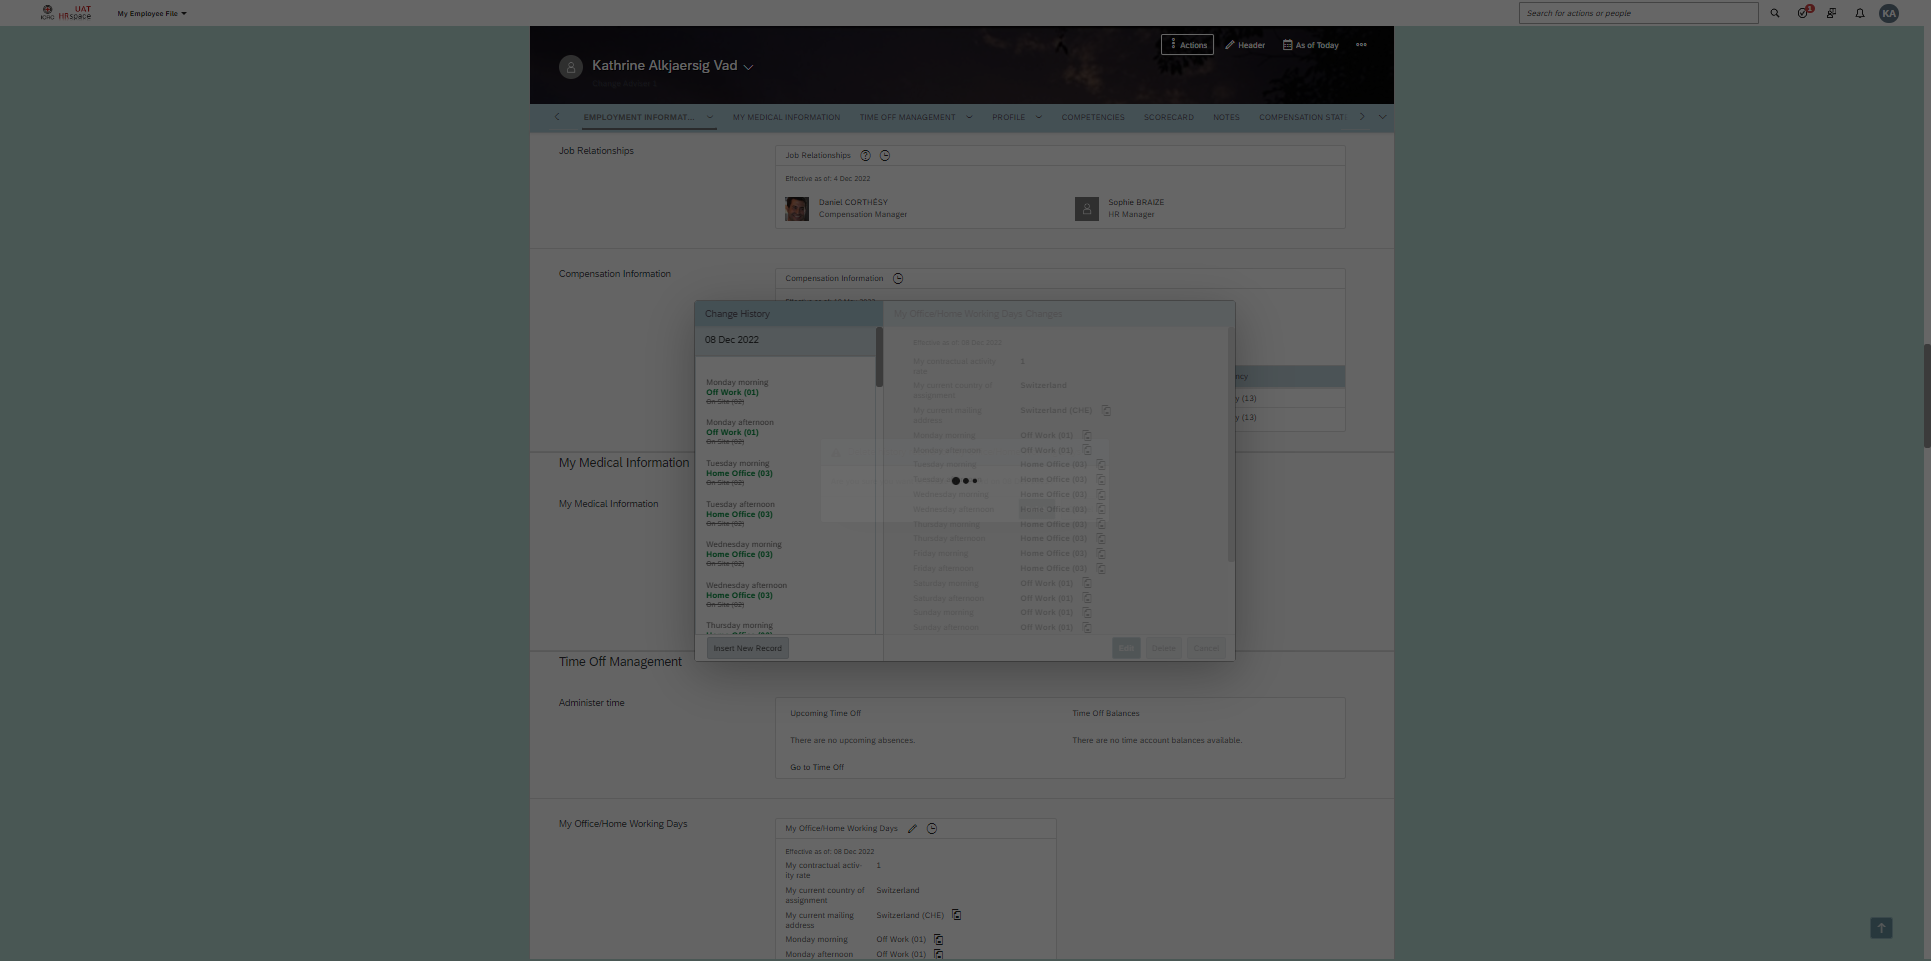 UAT
ICRC HRspace
My Employee File
Search for actions or people
1
KA
Actions
Header
As of Today
Kathrine Alkjaersig Vad
EMPLOYMENT INFORMAT...
MY MEDICAL INFORMATION
TIME OFF MANAGEMENT
PROFILE
COMPETENCIES
SCORECARD
NOTES
COMPENSATION STAT
Job Relationships
Job Relationships
Effective as of: 4 Dec 2022
Daniel CORTHÉSY
Compensation Manager
Sophie BRAIZE
HR Manager
Compensation Information
Compensation Information
ncy
y (13)
y (13)
Change History
08 Dec 2022
Monday morning
Off Work (01)
On Site (02)
Monday afternoon
Off Work (01)
On Site (02)
Tuesday morning
Home Office (03)
On Site (02)
Tuesday afternoon
Home Office (03)
On Site (02)
Wednesday morning
Home Office (03)
On Site (02)
Wednesday afternoon
Home Office (03)
On Site (02)
Thursday morning
Insert New Record
My Office/Home Working Days Changes
Effective as of: 08 Dec 2022
My contractual activity rate
1
My current country of assignment
Switzerland
My current mailing address
Switzerland (CHE)
Monday morning
Off Work (01)
Monday afternoon
Off Work (01)
Tuesday morning
Home Office (03)
Tuesday
Home Office (03)
Wednesday morning
Home Office (03)
Wednesday afternoon
Home Office (03)
Thursday morning
Home Office (03)
Thursday afternoon
Home Office (03)
Friday morning
Home Office (03)
Friday afternoon
Home Office (03)
Saturday morning
Off Work (01)
Saturday afternoon
Off Work (01)
Sunday morning
Off Work (01)
Sunday afternoon
Off Work (01)
Edit
Delete
Cancel
My Medical Information
My Medical Information
Time Off Management
Administer time
Upcoming Time Off
There are no upcoming absences.
Go to Time Off
Time Off Balances
There are no time account balances available.
My Office/Home Working Days
My Office/Home Working Days
Effective as of: 08 Dec 2022
My contractual activ-
ity rate
1
My current country of
assignment
Switzerland
My current mailing
address
Switzerland (CHE)
Monday morning
Off Work (01)
Monday afternoon
Off Work (01)